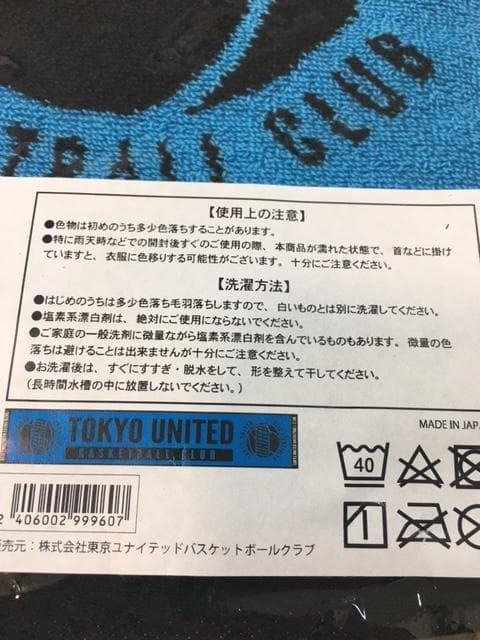 TBALL CLUB
【使用上の注意】
●色物は初めのうち多少色落ちすることがあります。
●特に雨天時などでの開封後すぐのご使用の際、本商品が濡れた状態で、首などに掛け
ていますと、衣服に色移りする可能性がございます。十分にご注意ください。
【洗濯方法】
●はじめのうちは多少色落ち毛羽落ちしますので、白いものとは別に洗濯してください。
●塩素系漂白剤は、絶対にご使用にならないでください。
●ご家庭の一般洗剤に微量ながら塩素系漂白剤を含んでいるものもあります。微量の色
落ちは避けることは出来ませんが十分にご注意ください。
●お洗濯後は、すぐにすすぎ・脱水をして、形を整えて干してください。
(長時間水槽の中に放置しないでください。)
TOKYO UNITED
BASKETBALL CLUB
MADE IN JAPA
40
2 406002 999607
販売元：株式会社東京ユナイテッドバスケットボールクラブ